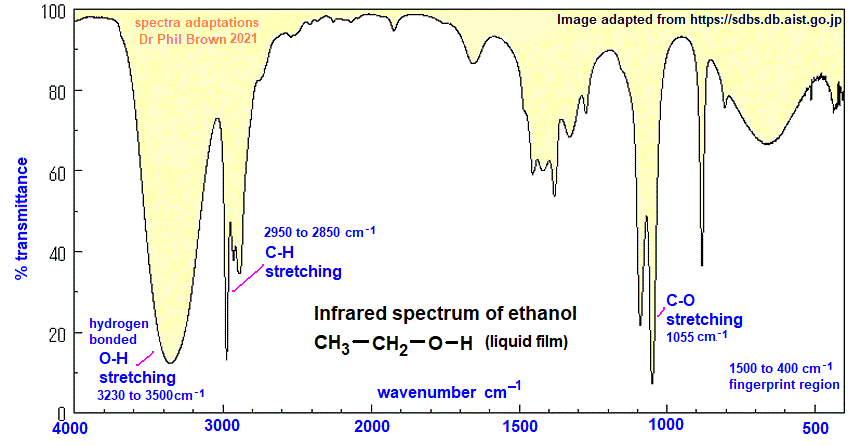 100
spectra adaptations
Dr Phil Brown 2021
Image adapted from https://sdbs.db.aist.go.jp
80
60
% transmittance
2950 to 2850 cm–1
C-H
stretching
40
Infrared spectrum of ethanol
CH3—CH2—O—H (liquid film)
C-O
stretching
1055 cm–1
hydrogen
bonded
O-H
stretching
3230 to 3500cm–1
20
1500 to 400 cm–1
fingerprint region
wavenumber cm–1
0
4000
3000
2000
1500
1000
500